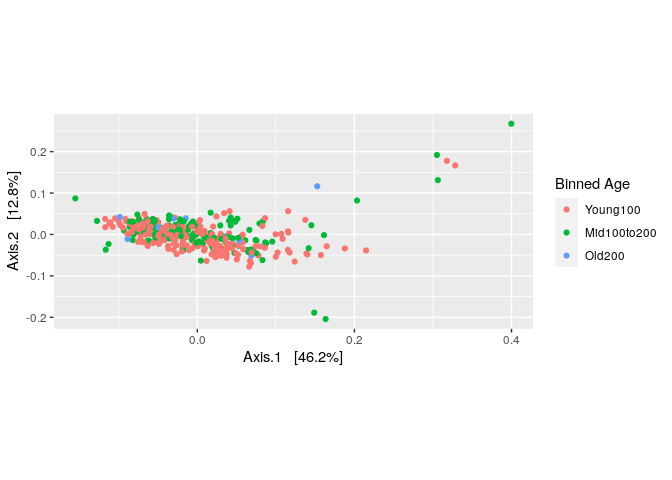 0.2
0.1
0.0
-0.1
-0.2
Axis.2 [12.8%]
0.0
0.2
0.4
Axis.1 [46.2%]
Binned Age
Young100
Mid100to200
Old200